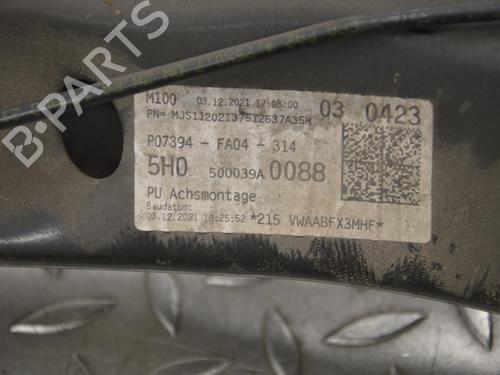 M100 03.12.2021 17:08:00 03 0423
PN= MJS11202I375I2637A35M
P07394 - FA04 - 314
5H0 500039A 0088
PU Achsmontage
Baudatum:
03.12.2021 18:25:52 *215 VWAABFX3MHF*
B-PARTS